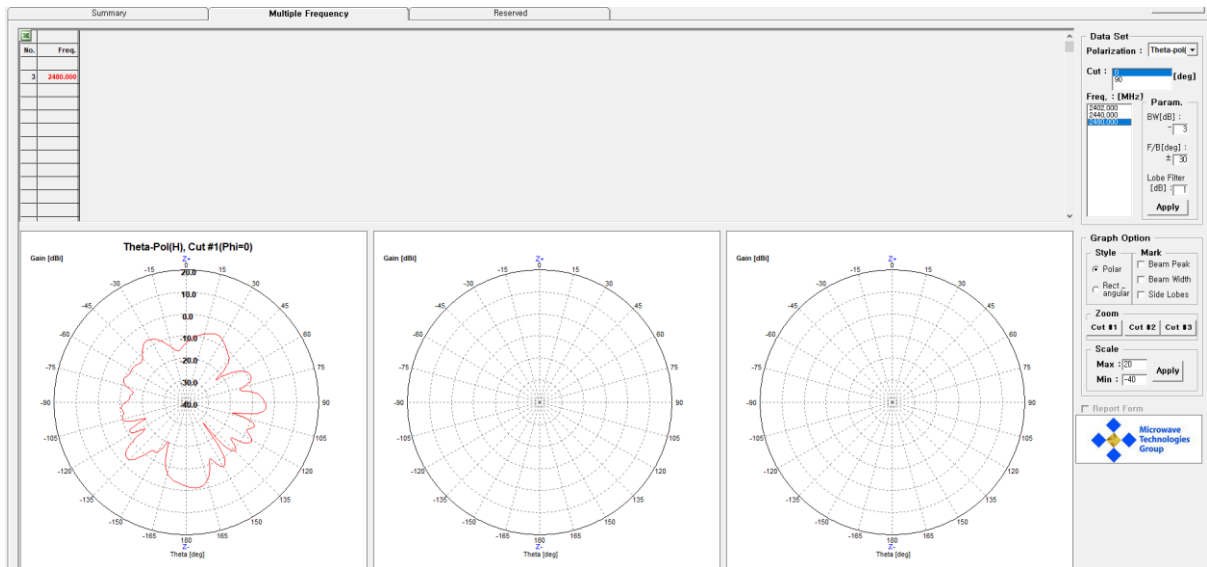 Summary
Multiple Frequency
Reserved
No. Freq.
3 2480.000
Data Set
Polarization : Theta-pol(
Cut : 0
90
[deg]
Freq. : [MHz]
2402,000
2440,000
2480,000
Param.
BW[dB] :
- 3
F/B[deg] :
± 30
Lobe Filter
[dB] : 1
Apply
Graph Option
Style
Polar
Rect_
angular
Mark
Beam Peak
Beam Width
Side Lobes
Zoom
Cut #1 Cut #2 Cut #3
Scale
Max : 20
Min : -40
Apply
Report Form
Microwave
Technologies
Group
Theta-Pol(H), Cut #1(Phi=0)
Gain [dBi]
Z+
0
20.0
10.0
0.0
-10.0
-20.0
-30.0
-40.0
-15 15
-30 30
-45 45
-60 60
-75 75
-90 90
-105 105
-120 120
-135 135
-150 150
-165 165
180
Z-
Theta [deg]
Gain [dBi]
Z+
0
-15 15
-30 30
-45 45
-60 60
-75 75
-90 90
-105 105
-120 120
-135 135
-150 150
-165 165
180
Z-
Theta [deg]
Gain [dBi]
Z+
0
-15 15
-30 30
-45 45
-60 60
-75 75
-90 90
-105 105
-120 120
-135 135
-150 150
-165 165
180
Z-
Theta [deg]